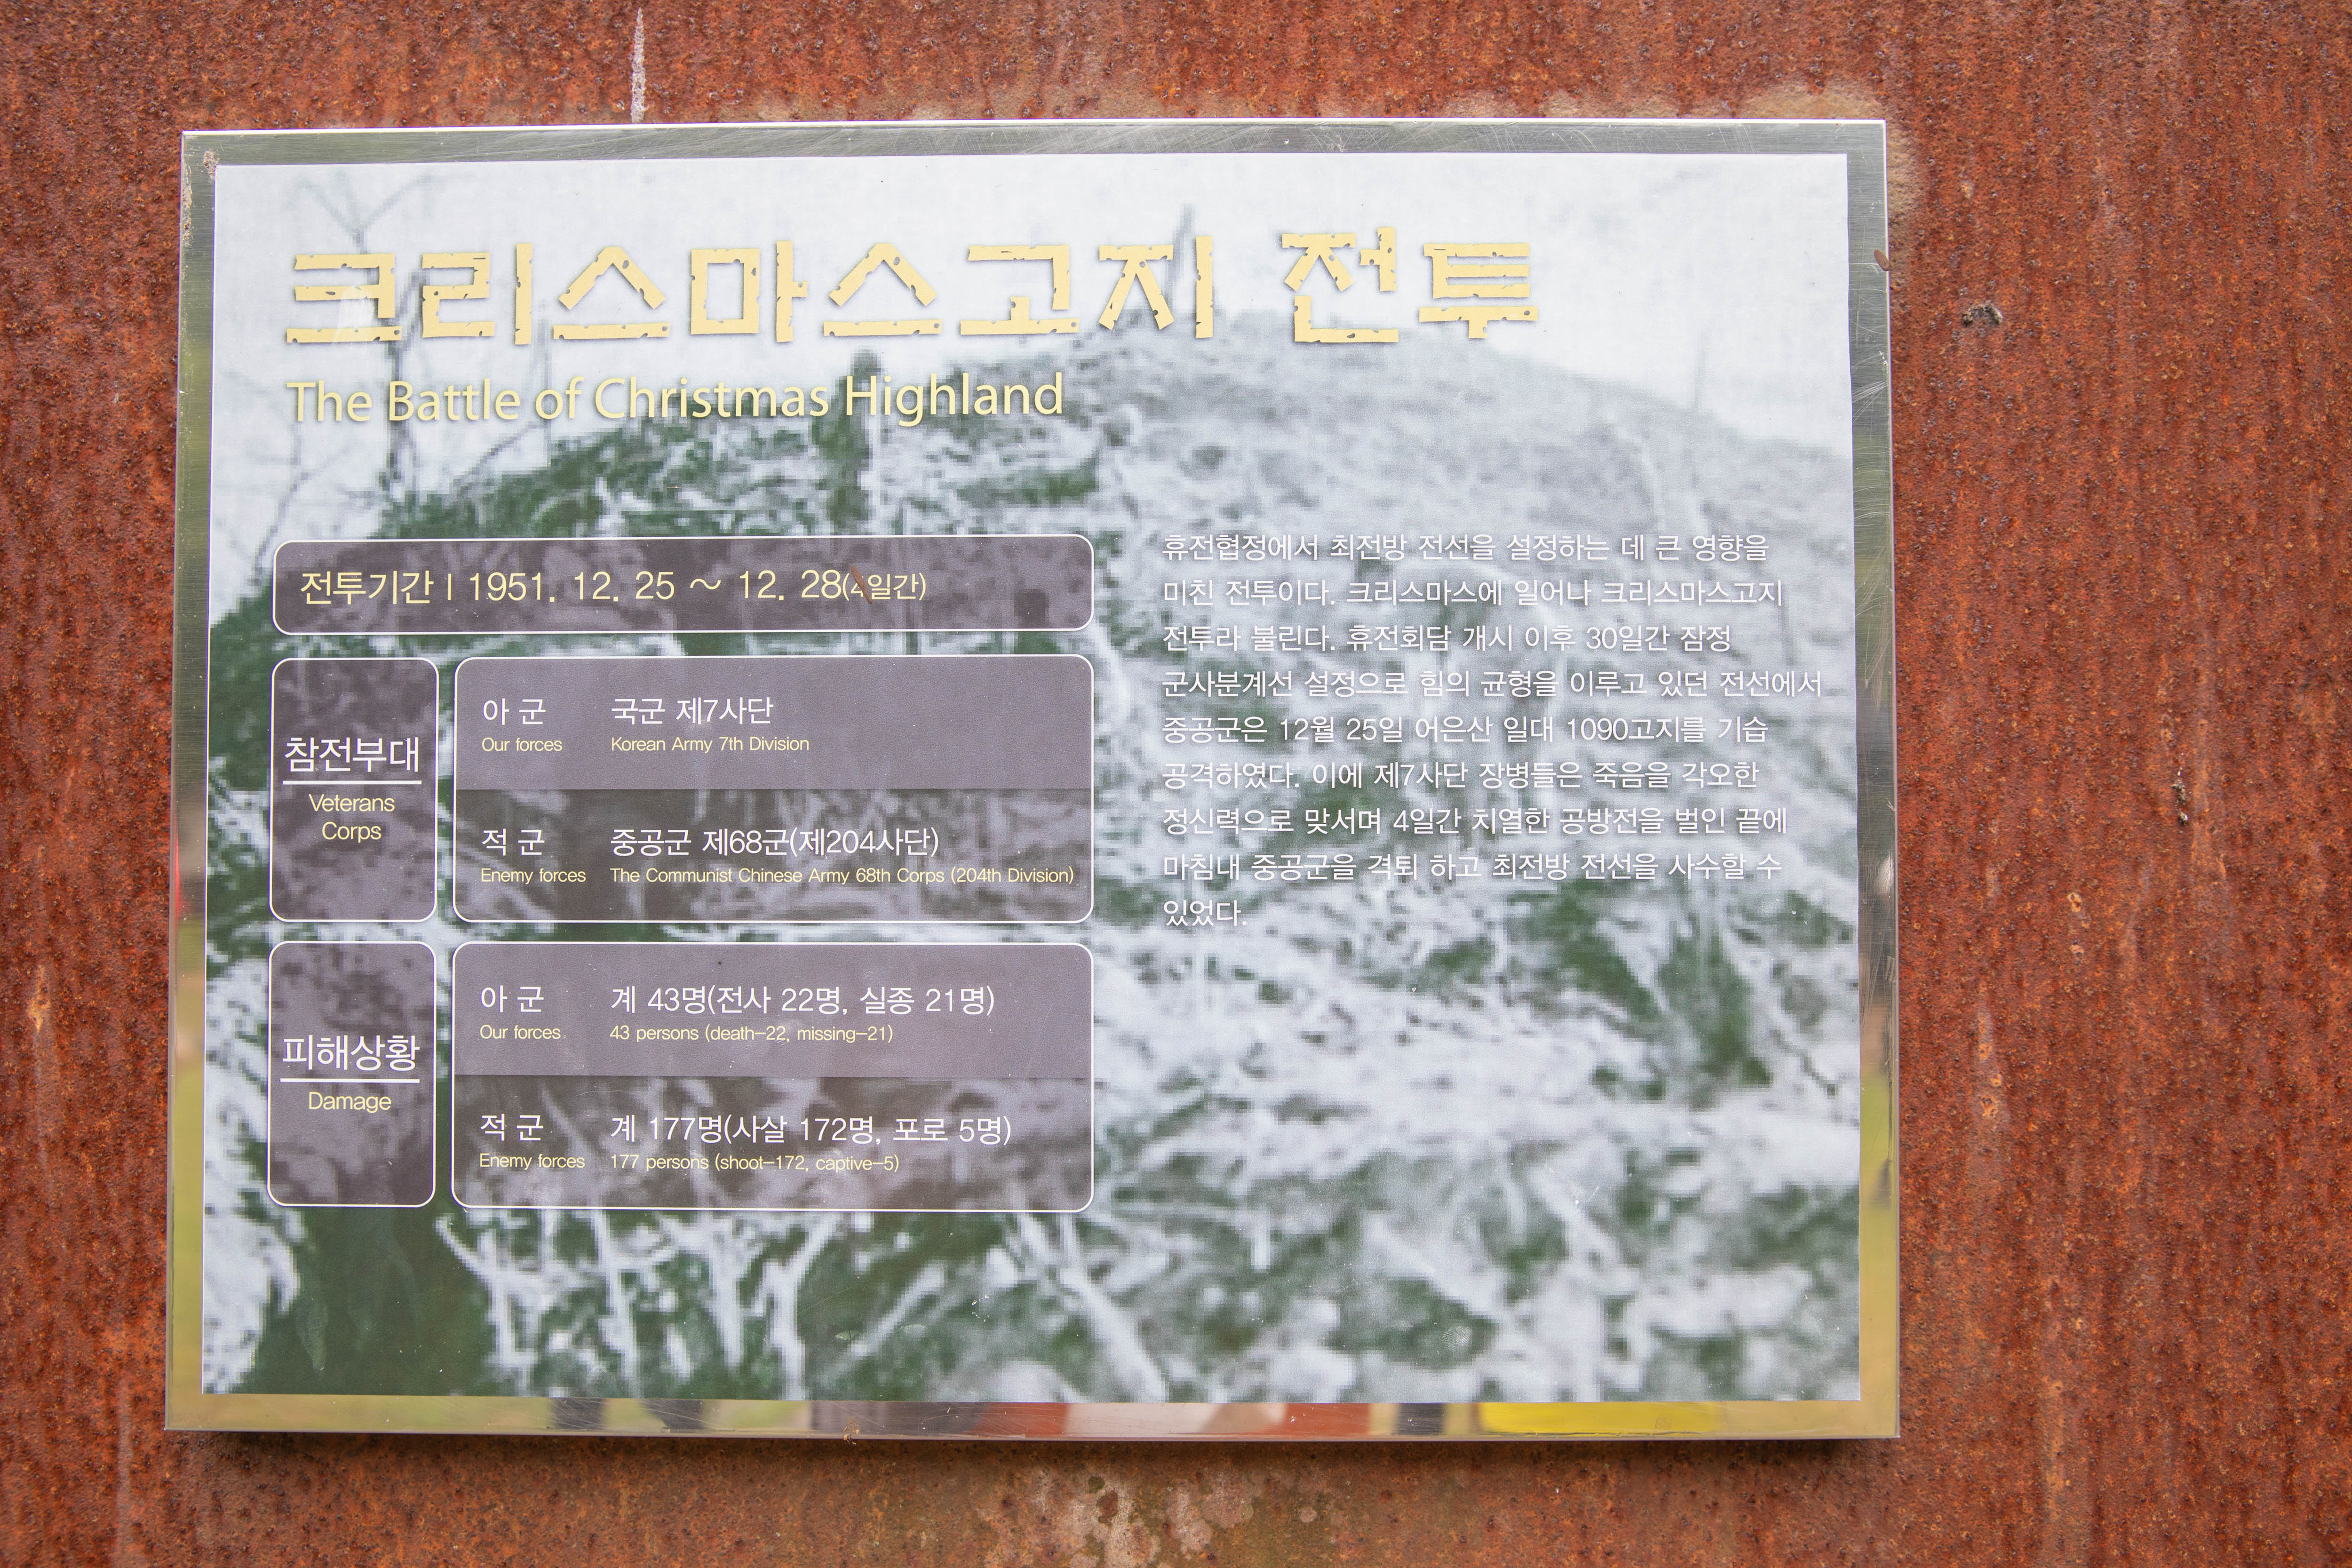 크리스마스고지 전투
The Battle of Christmas Highland
전투기간 | 1951. 12. 25 ~ 12. 28(4일간)
참전부대
Veterans
Corps
아 군 국군 제7사단
Our forces Korean Army 7th Division
적 군 중공군 제68군(제204사단)
Enemy forces The Communist Chinese Army 68th Corps (204th Division)
피해상황
Damage
아 군 계 43명(전사 22명, 실종 21명)
Our forces 43 persons (death-22, missing-21)
적 군 계 177명(사살 172명, 포로 5명)
Enemy forces 177 persons (shoot-172, captive-5)
휴전협정에서 최전방 전선을 설정하는 데 큰 영향을
미친 전투이다. 크리스마스에 일어나 크리스마스고지
전투라 불린다. 휴전회담 개시 이후 30일간 잠정
군사분계선 설정으로 힘의 균형을 이루고 있던 전선에서
중공군은 12월 25일 어은산 일대 1090고지를 기습
공격하였다. 이에 제7사단 장병들은 죽음을 각오한
정신력으로 맞서며 4일간 치열한 공방전을 벌인 끝에
마침내 중공군을 격퇴 하고 최전방 전선을 사수할 수
있었다.